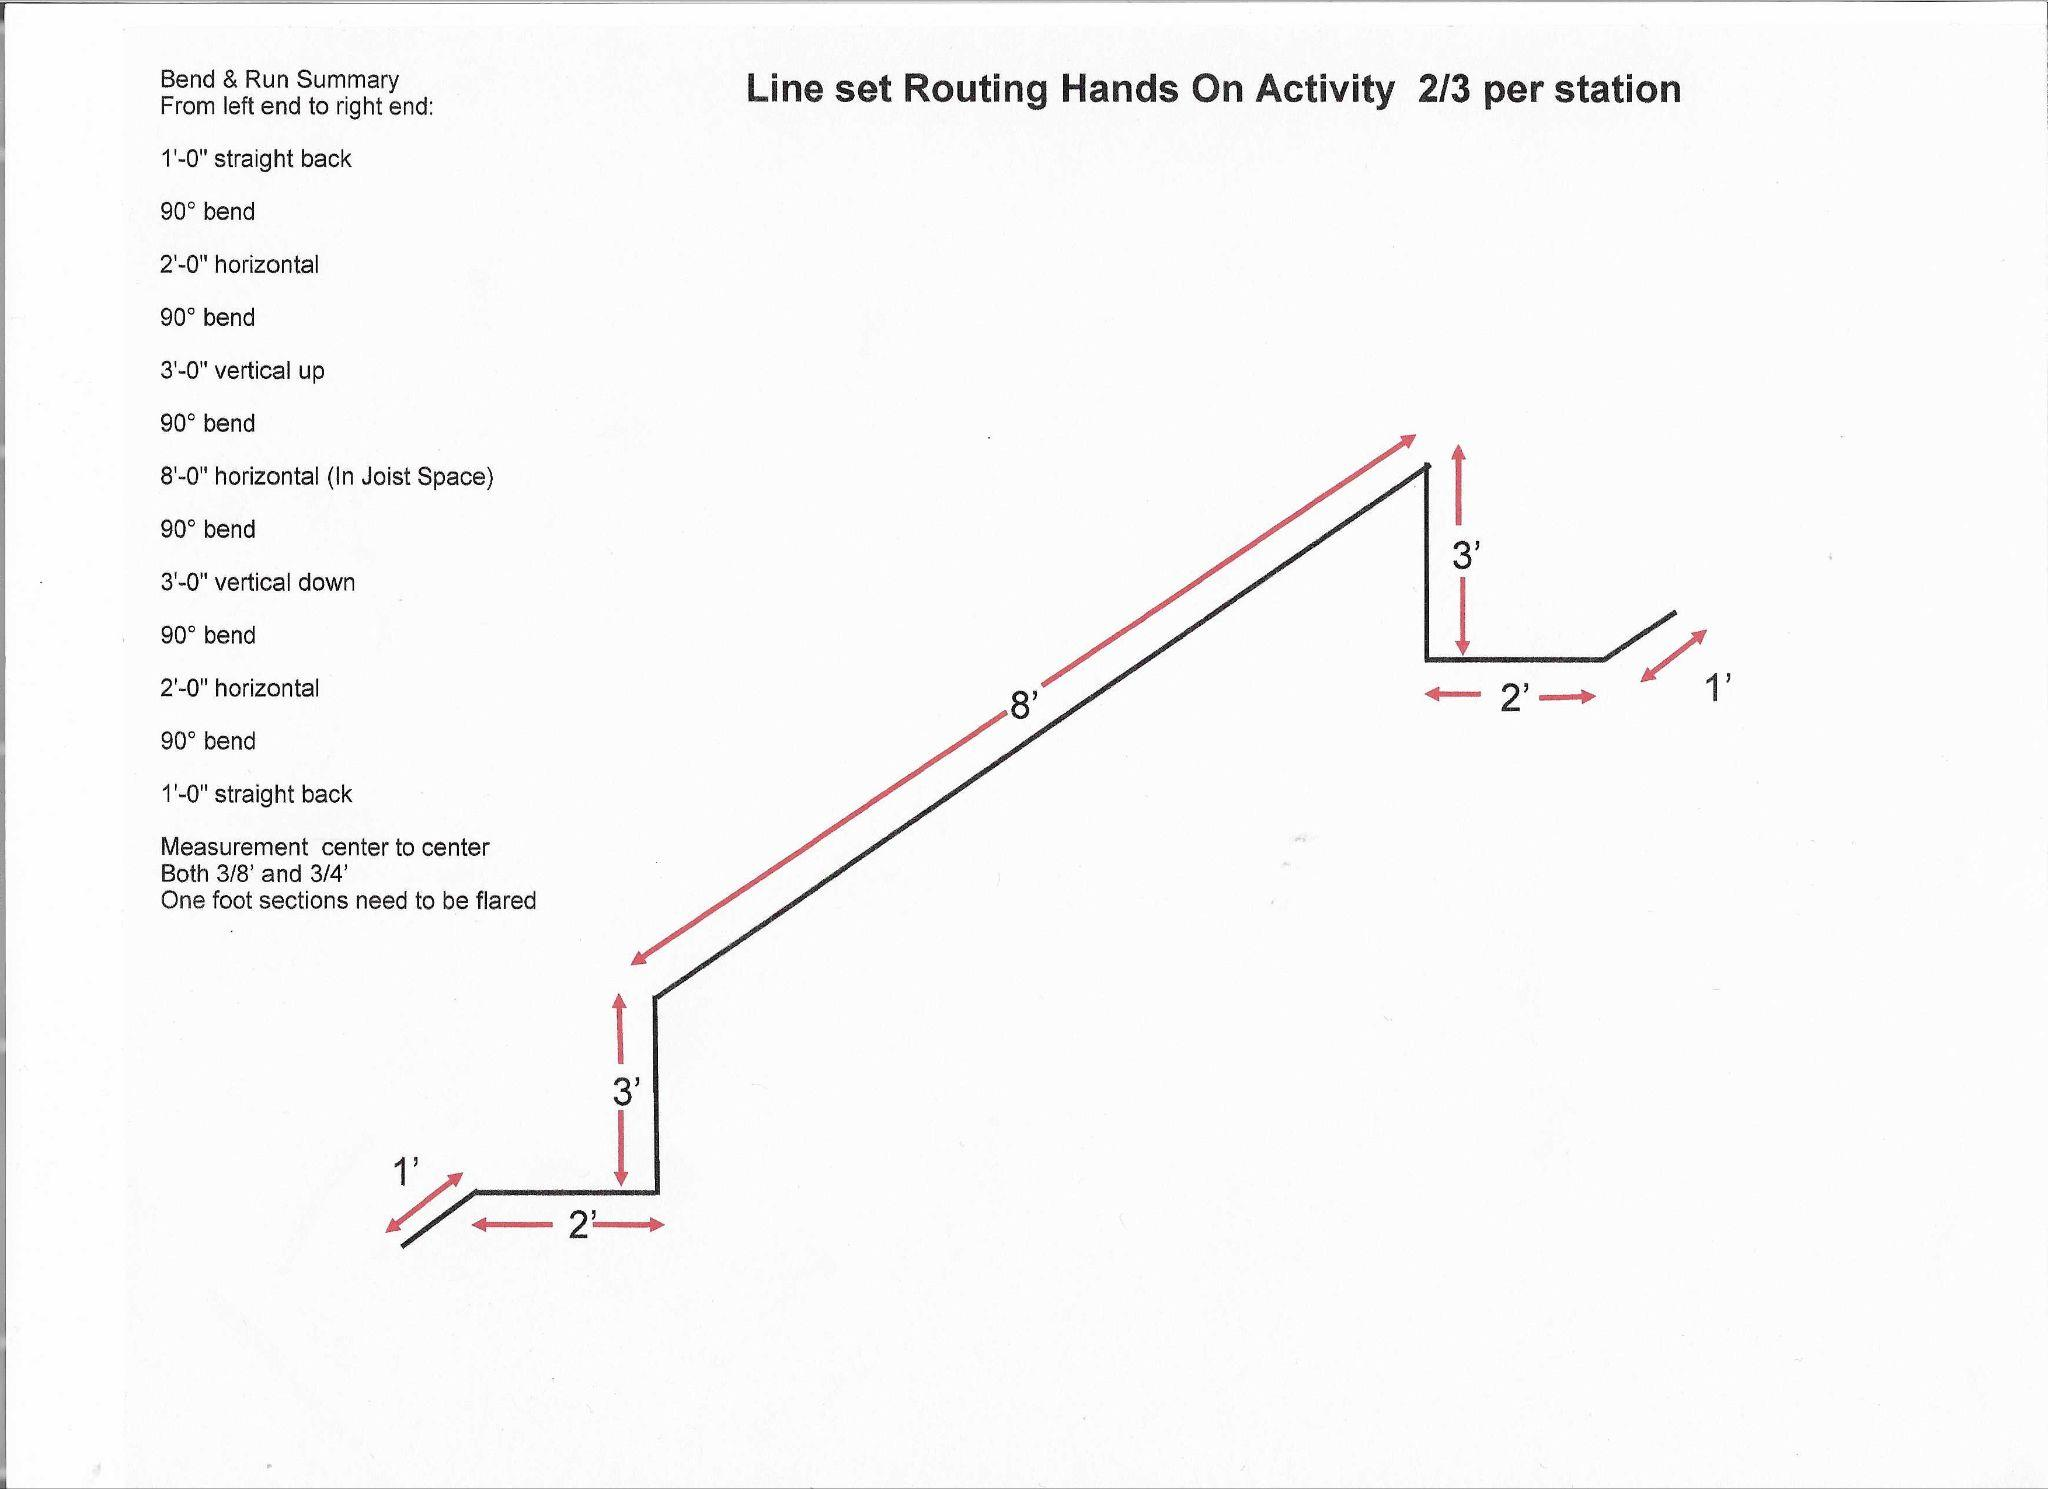 Line set Routing Hands On Activity  2/3 per station
Bend & Run Summary
From left end to right end:
1'-0" straight back
90° bend
2'-0" horizontal
90° bend
3'-0" vertical up
90° bend
8'-0" horizontal (In Joist Space)
90° bend
3'-0" vertical down
90° bend
2'-0" horizontal
90° bend
1'-0" straight back
Measurement  center to center
Both 3/8’ and 3/4’
One foot sections need to be flared
3’
8’
2’
1’
3’
1’
2’